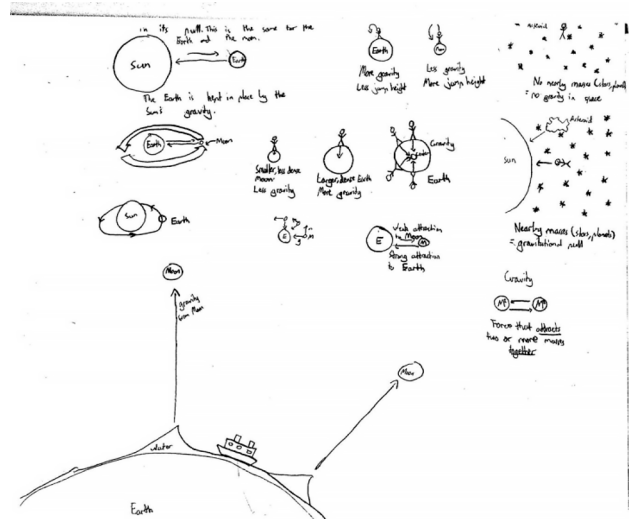 in its pull. This is the same for the
Earth and the moon.
Sun
Earth
The Earth is kept in place by the
Sun's gravity.
Earth
Moon
Sun
Earth
Earth
More gravity
Less jump height
Less gravity
More jump height
Smaller, less dense
Moon
Less gravity
Larger, dense Earth
More gravity
Gravity
Earth
E
E
M
Weak attraction
to Moon
Strong attraction
to Earth
Asteroid
No nearby masses (stars, planets)
= no gravity in space
Asteroid
Sun
Nearby masses (stars, planets)
= gravitational pull
Gravity
Force that attracts
two or more masses
together
Moon
gravity
from Moon
Moon
water
Earth